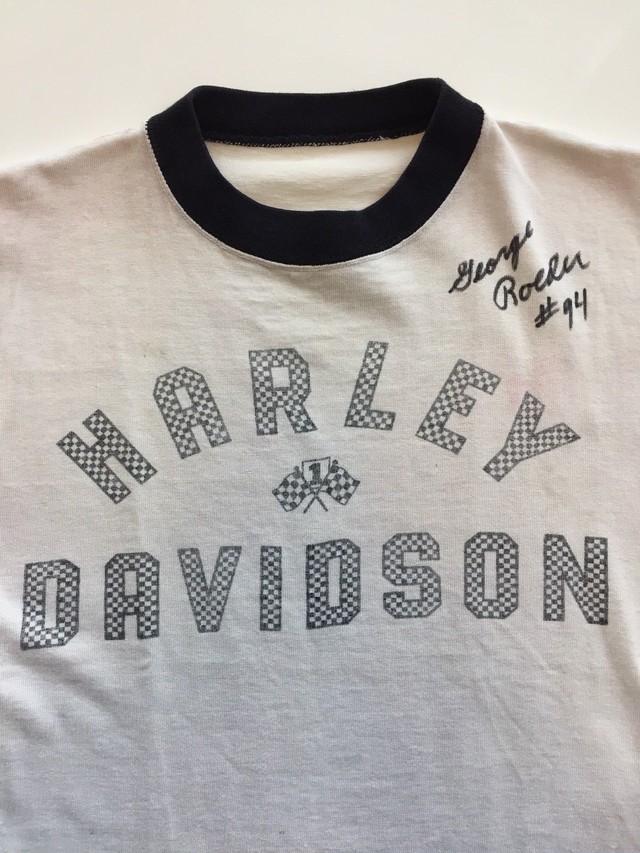 George
Roeder
#94
HARLEY
1
DAVIDSON